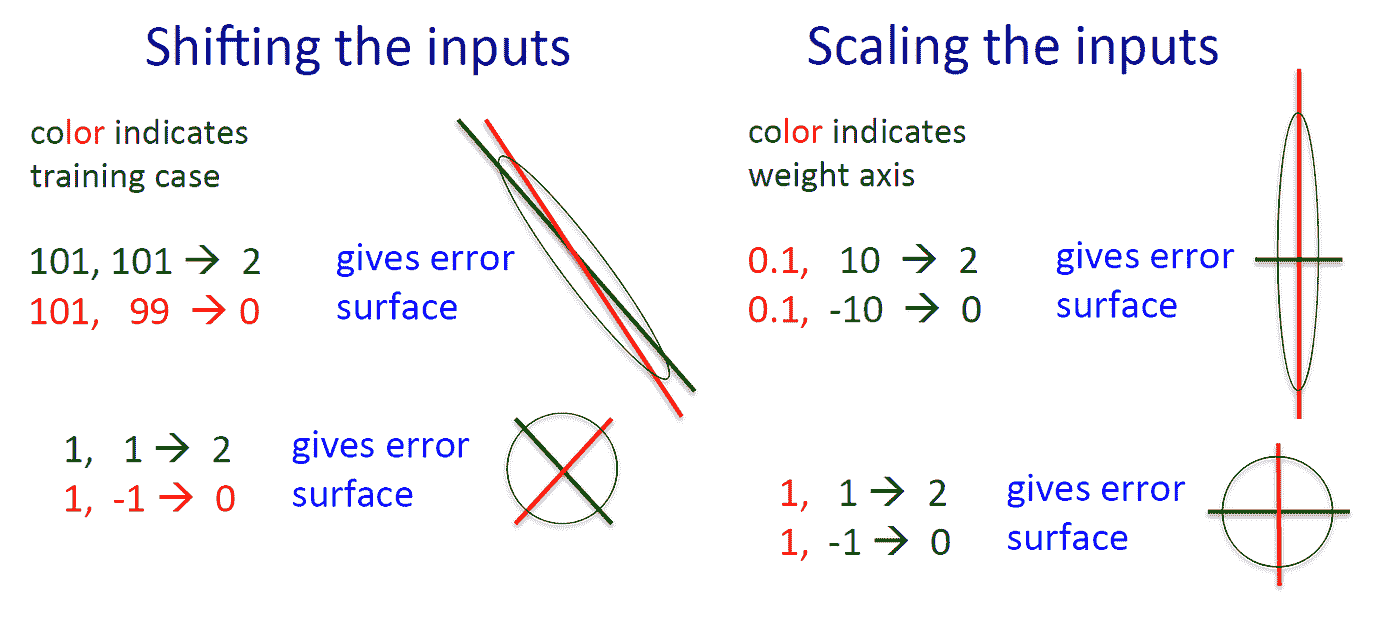 Shifting the inputs
color indicates
training case
101, 101 → 2
101, 99 → 0
gives error
surface
1, 1 → 2
1, -1 → 0
gives error
surface
Scaling the inputs
color indicates
weight axis
0.1, 10 → 2
0.1, -10 → 0
gives error
surface
1, 1 → 2
1, -1 → 0
gives error
surface